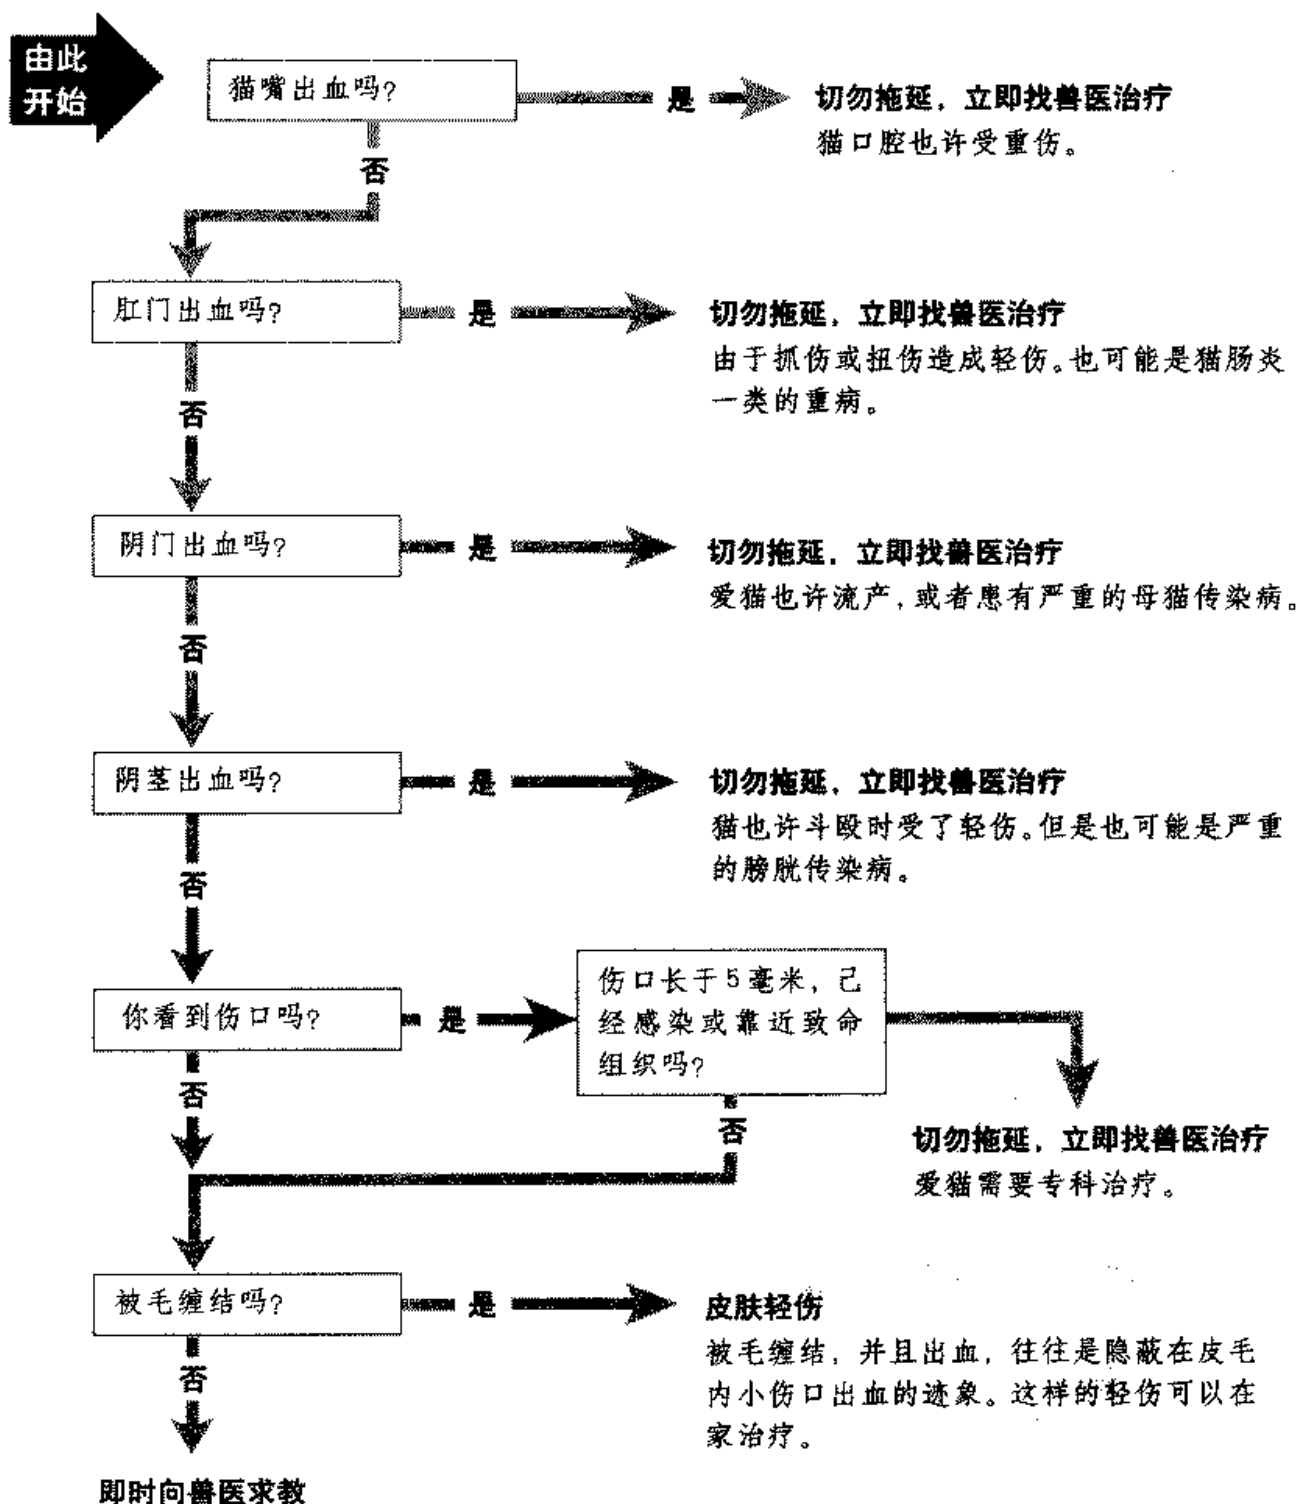 由此
开始
猫嘴出血吗?
是
切勿拖延，立即找兽医治疗
猫口腔也许受重伤。
否
肛门出血吗?
是
切勿拖延，立即找兽医治疗
由于抓伤或扭伤造成轻伤。也可能是猫肠炎
一类的重病。
否
阴门出血吗?
是
切勿拖延，立即找兽医治疗
爱猫也许流产，或者患有严重的母猫传染病。
否
阴茎出血吗?
是
切勿拖延，立即找兽医治疗
猫也许斗殴时受了轻伤。但是也可能是严重
的膀胱传染病。
否
你看到伤口吗?
是
伤口长于5毫米，己
经感染或靠近致命
组织吗?
否
否
切勿拖延，立即找兽医治疗
爱猫需要专科治疗。
被毛缠结吗?
是
皮肤轻伤
被毛缠结，并且出血，往往是隐蔽在皮毛
内小伤口出血的迹象。这样的轻伤可以在
家治疗。
否
即时向兽医求教